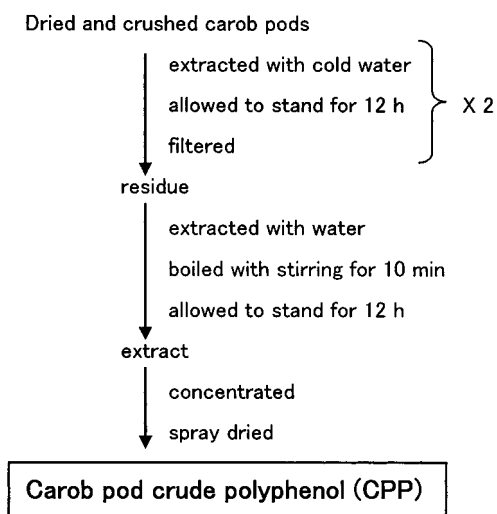 Dried and crushed carob pods
extracted with cold water
allowed to stand for 12 h
X 2
filtered
residue
extracted with water
boiled with stirring for 10 min
allowed to stand for 12 h
extract
concentrated
spray dried
Carob pod crude polyphenol (CPP)